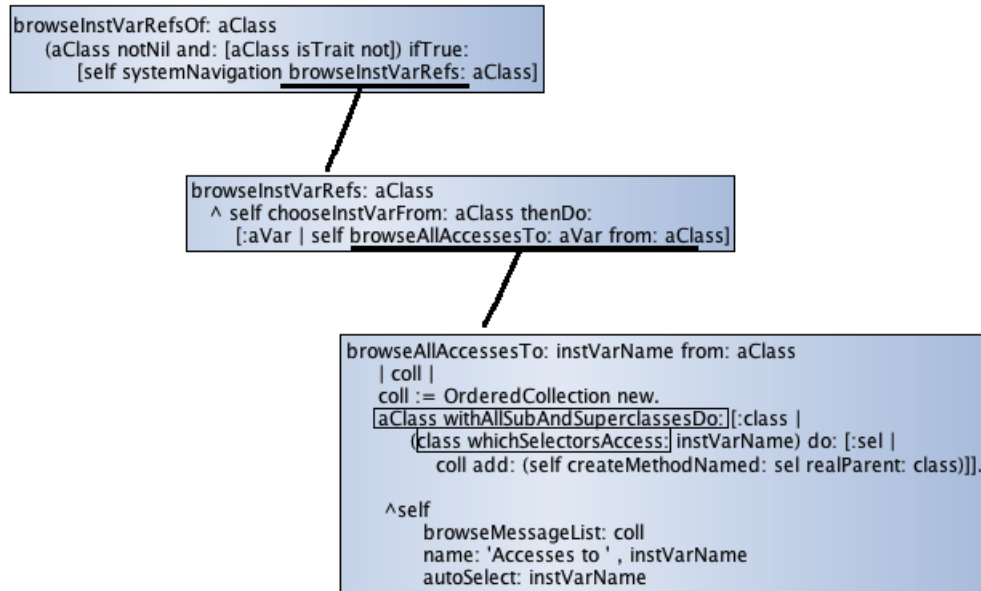 browseInstVarRefsOf: aClass
(aClass notNil and: [aClass isTrait not]) ifTrue:
[self systemNavigation browseInstVarRefs: aClass]
browseInstVarRefs: aClass
^ self chooseInstVarFrom: aClass thenDo:
[:aVar | self browseAllAccessesTo: aVar from: aClass]
browseAllAccessesTo: instVarName from: aClass
| coll |
coll := OrderedCollection new.
aClass withAllSubAndSuperclassesDo: [:class |
(class whichSelectorsAccess: instVarName) do: [:sel |
coll add: (self createMethodNamed: sel realParent: class)]].
^self
browseMessageList: coll
name: 'Accesses to ' , instVarName
autoSelect: instVarName